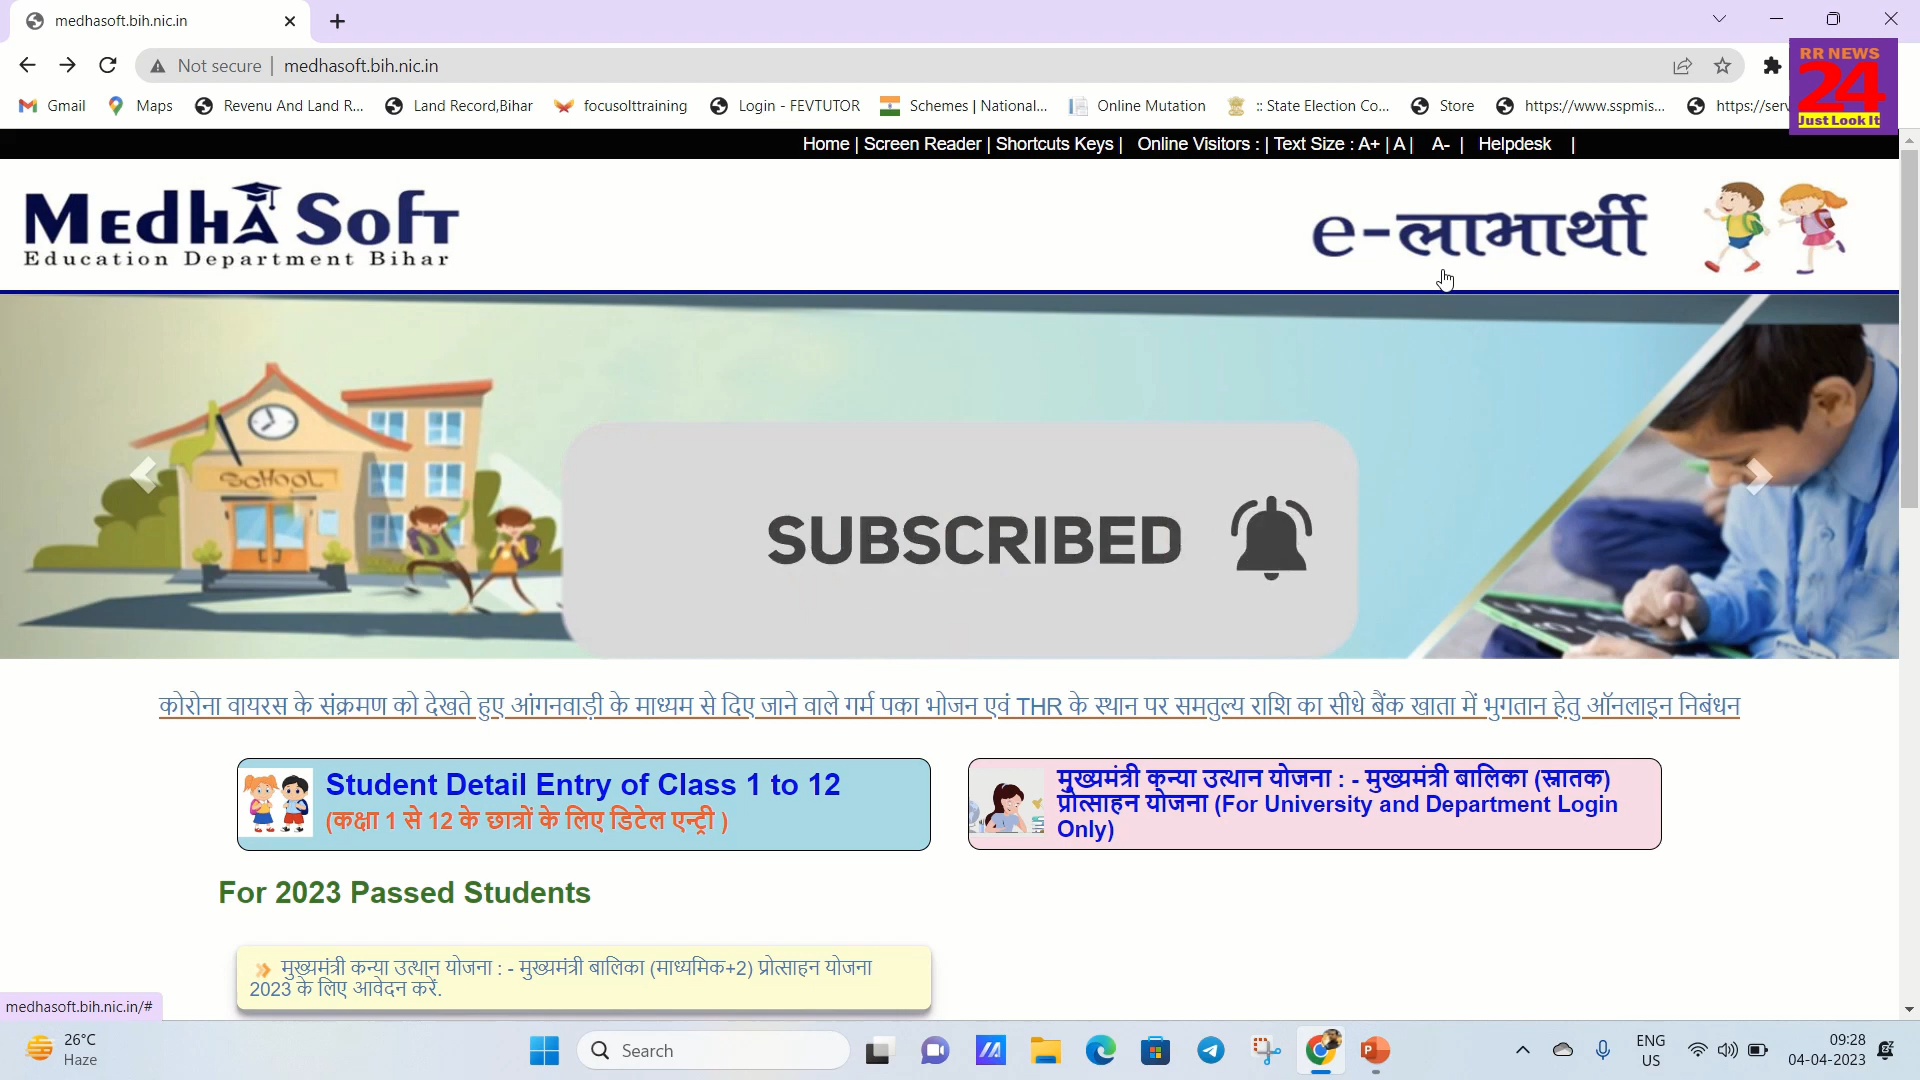 medhasoft.bih.nic.in
Not secure | medhasoft.bih.nic.in
RR NEWS
24
Just Look It
Gmail Maps Revenu And Land R... Land Record,Bihar focusolttraining Login - FEVTUTOR Schemes | National... Online Mutation :: State Election Co... Store https://www.sspmis... https://serv
Home | Screen Reader | Shortcuts Keys | Online Visitors : | Text Size : A+ | A | A- | Helpdesk |
MEDHA SOFT
Education Department Bihar
e-लाभार्थी
SCHOOL
SUBSCRIBED
कोरोना वायरस के संक्रमण को देखते हुए आंगनवाड़ी के माध्यम से दिए जाने वाले गर्म पका भोजन एवं THR के स्थान पर समतुल्य राशि का सीधे बैंक खाता में भुगतान हेतु ऑनलाइन निबंधन
Student Detail Entry of Class 1 to 12
(कक्षा 1 से 12 के छात्रों के लिए डिटेल एन्ट्री )
मुख्यमंत्री कन्या उत्थान योजना : - मुख्यमंत्री बालिका (स्नातक)
प्रोत्साहन योजना (For University and Department Login
Only)
For 2023 Passed Students
मुख्यमंत्री कन्या उत्थान योजना : - मुख्यमंत्री बालिका (माध्यमिक+2) प्रोत्साहन योजना
2023 के लिए आवेदन करें.
medhasoft.bih.nic.in/#
26°C
Haze
Search
ENG
US
09:28
04-04-2023